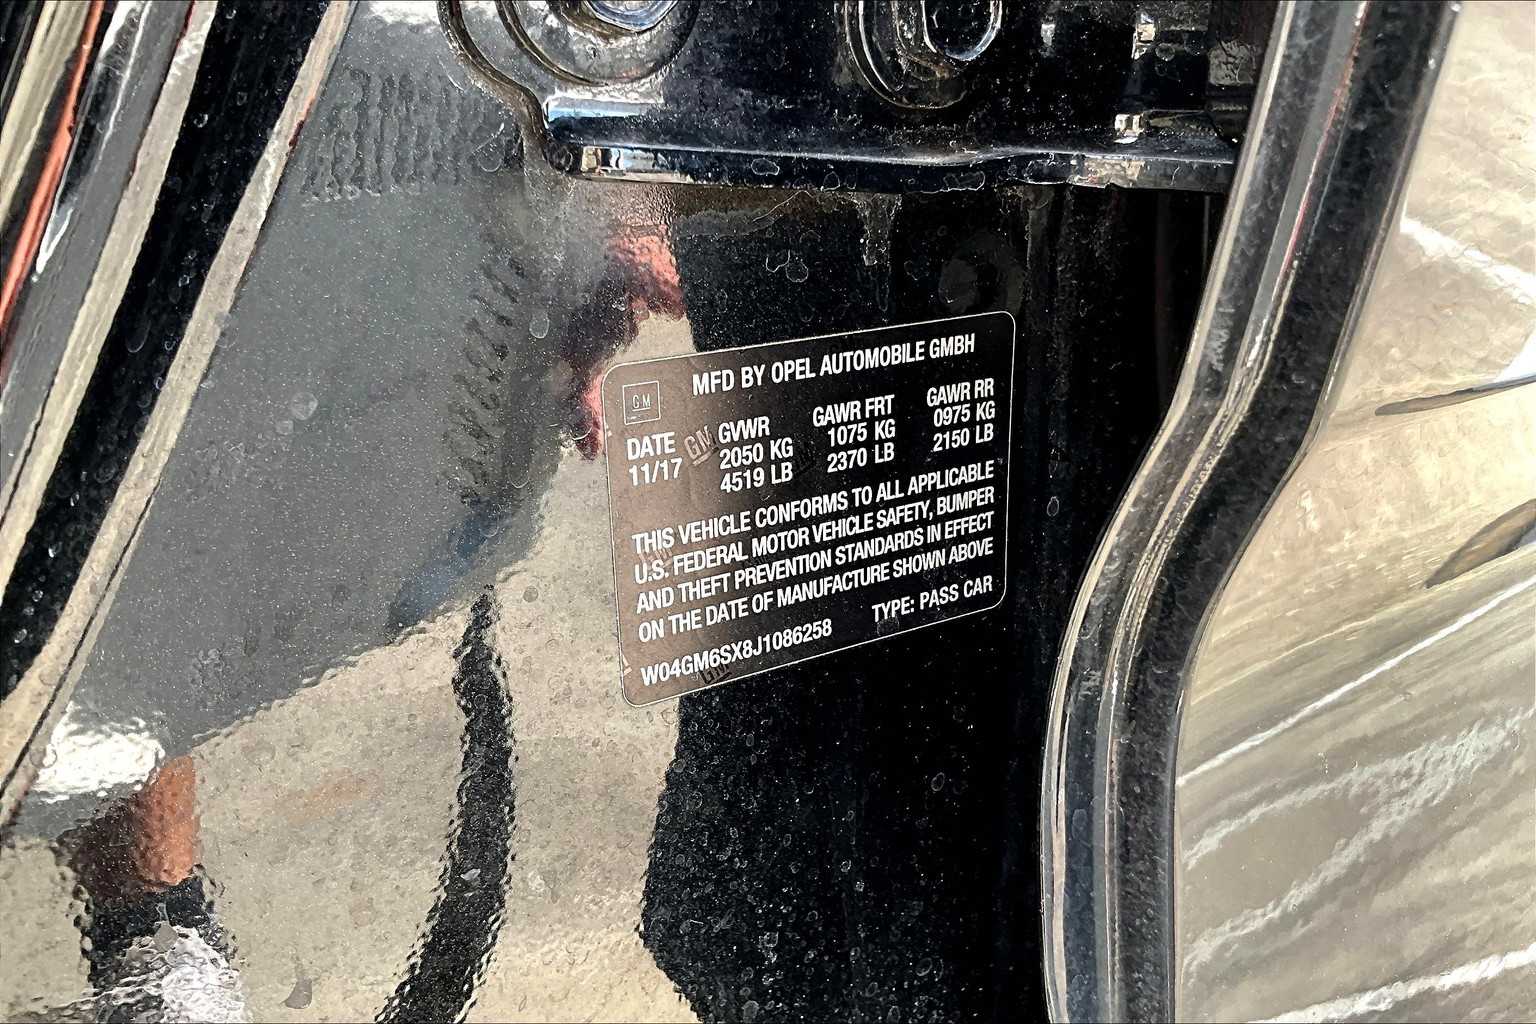 GM
MFD BY OPEL AUTOMOBILE GMBH
DATE GVWR GAWR FRT GAWR RR
11/17 2050 KG 1075 KG 0975 KG
4519 LB 2370 LB 2150 LB
THIS VEHICLE CONFORMS TO ALL APPLICABLE
U.S. FEDERAL MOTOR VEHICLE SAFETY, BUMPER
AND THEFT PREVENTION STANDARDS IN EFFECT
ON THE DATE OF MANUFACTURE SHOWN ABOVE
W04GM6SX8J1086258 TYPE: PASS CAR